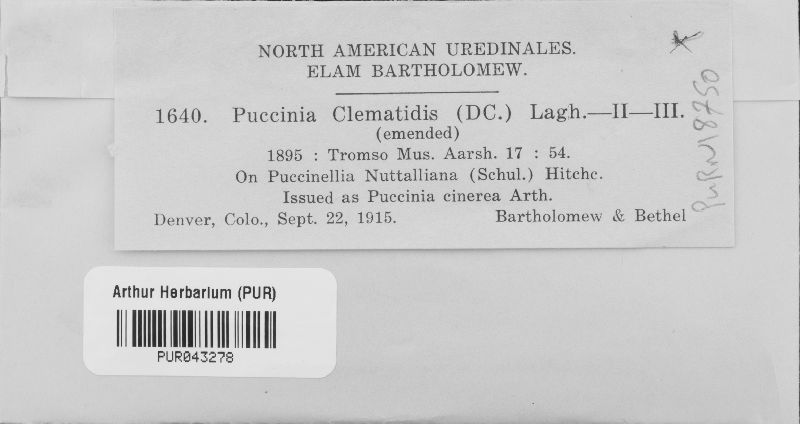 NORTH AMERICAN UREDINALES.
ELAM BARTHOLOMEW.
1640. Puccinia Clematidis (DC.) Lagh.—II—III.
(emended)
1895 : Tromso Mus. Aarsh. 17 : 54.
On Puccinellia Nuttalliana (Schul.) Hitchc.
Issued as Puccinia cinerea Arth.
Denver, Colo., Sept. 22, 1915. Bartholomew & Bethel
PURN18750
Arthur Herbarium (PUR)
PUR043278